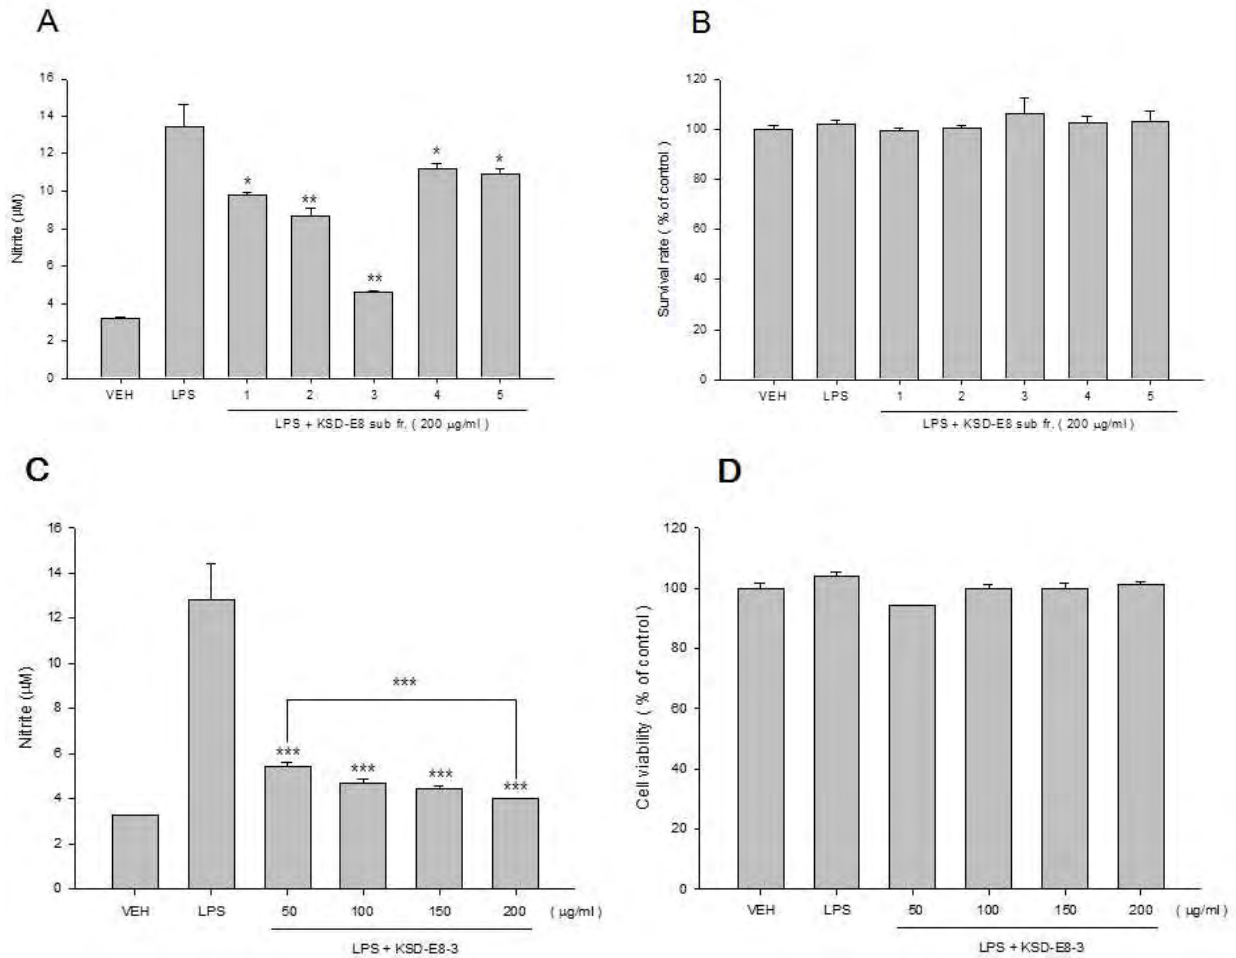 A
16
14
12
10
8
6
4
2
0
Nitrite (μM)
*
**
**
*
*
VEH LPS 1 2 3 4 5
LPS + KSD-E8 sub fr. ( 200 μg/ml )
B
120
100
80
60
40
20
0
Survival rate ( % of control )
VEH LPS 1 2 3 4 5
LPS + KSD-E8 sub fr. ( 200 μg/ml )
C
16
14
12
10
8
6
4
2
0
Nitrite (μM)
***
***
***
***
***
VEH LPS 50 100 150 200 ( μg/ml )
LPS + KSD-E8-3
D
120
100
80
60
40
20
0
Cell viability ( % of control )
VEH LPS 50 100 150 200 ( μg/ml )
LPS + KSD-E8-3